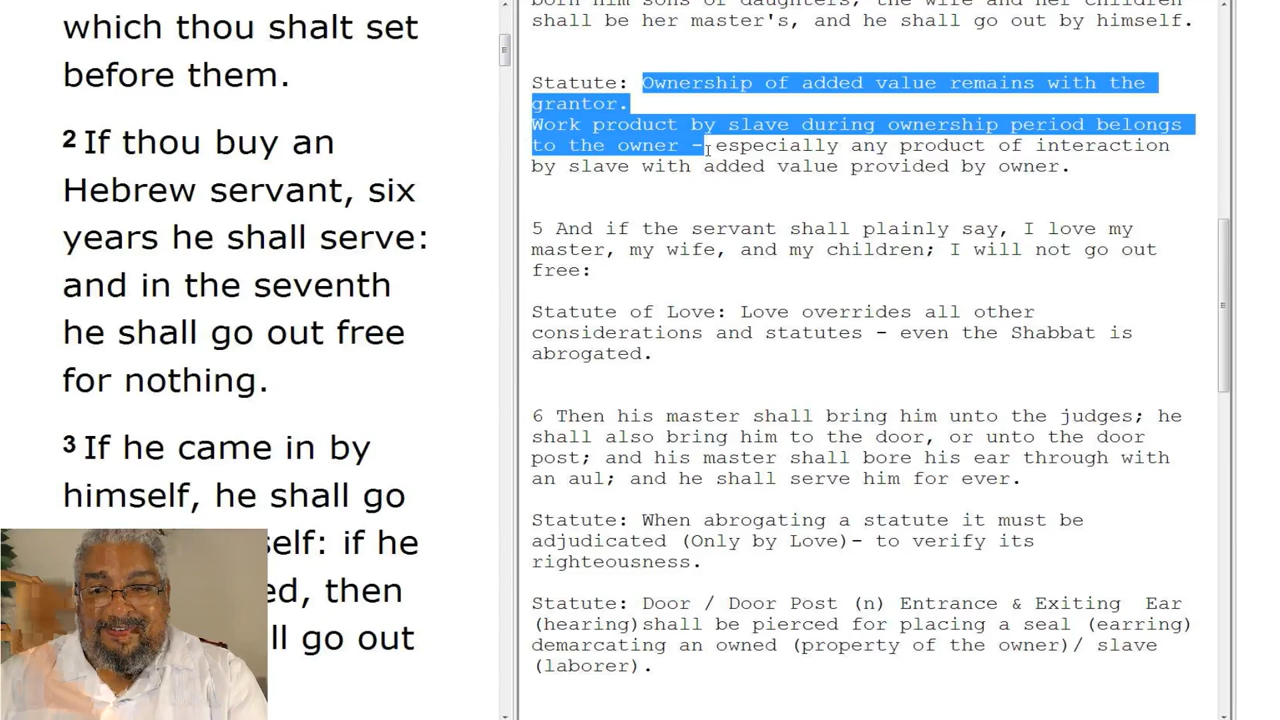 which thou shalt set
before them.
2 If thou buy an
Hebrew servant, six
years he shall serve:
and in the seventh
he shall go out free
for nothing.
3 If he came in by
himself, he shall go
self: if he
ed, then
ll go out
shall be her master's, and he shall go out by himself.
Statute: Ownership of added value remains with the
grantor.
Work product by slave during ownership period belongs
to the owner - especially any product of interaction
by slave with added value provided by owner.
5 And if the servant shall plainly say, I love my
master, my wife, and my children; I will not go out
free:
Statute of Love: Love overrides all other
considerations and statutes - even the Shabbat is
abrogated.
6 Then his master shall bring him unto the judges; he
shall also bring him to the door, or unto the door
post; and his master shall bore his ear through with
an aul; and he shall serve him for ever.
Statute: When abrogating a statute it must be
adjudicated (Only by Love)- to verify its
righteousness.
Statute: Door / Door Post (n) Entrance & Exiting  Ear
(hearing)shall be pierced for placing a seal (earring)
demarcating an owned (property of the owner)/ slave
(laborer).